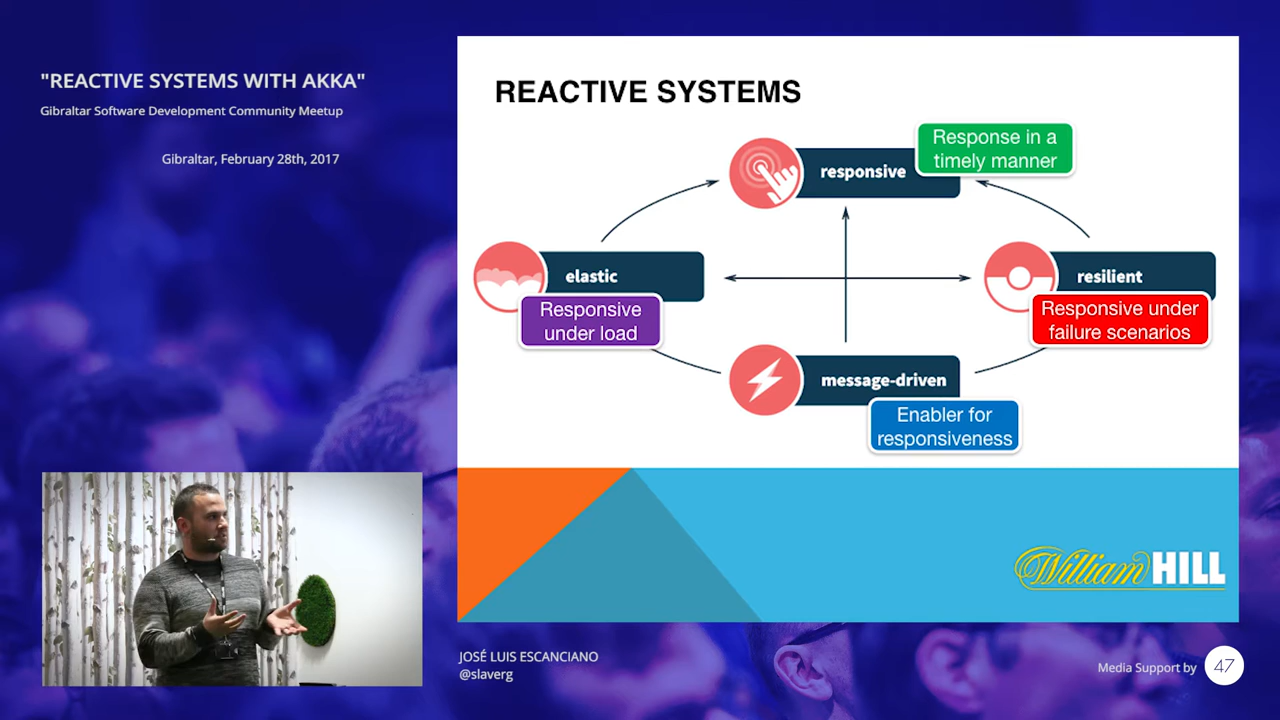 "REACTIVE SYSTEMS WITH AKKA"
Gibraltar Software Development Community Meetup
Gibraltar, February 28th, 2017
REACTIVE SYSTEMS
responsive
Response in a
timely manner
elastic
Responsive
under load
resilient
Responsive under
failure scenarios
message-driven
Enabler for
responsiveness
William HILL
JOSÉ LUIS ESCANCIANO
@slaverg
Media Support by
47